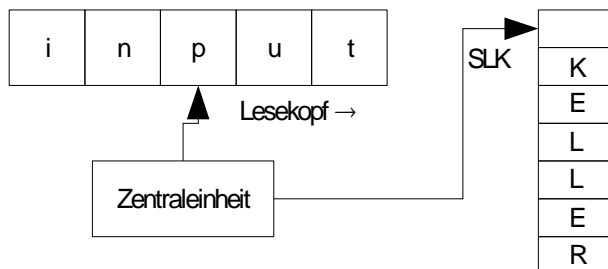 i n p u t
SLK
K
E
Lesekopf →
L
L
Zentraleinheit
E
R